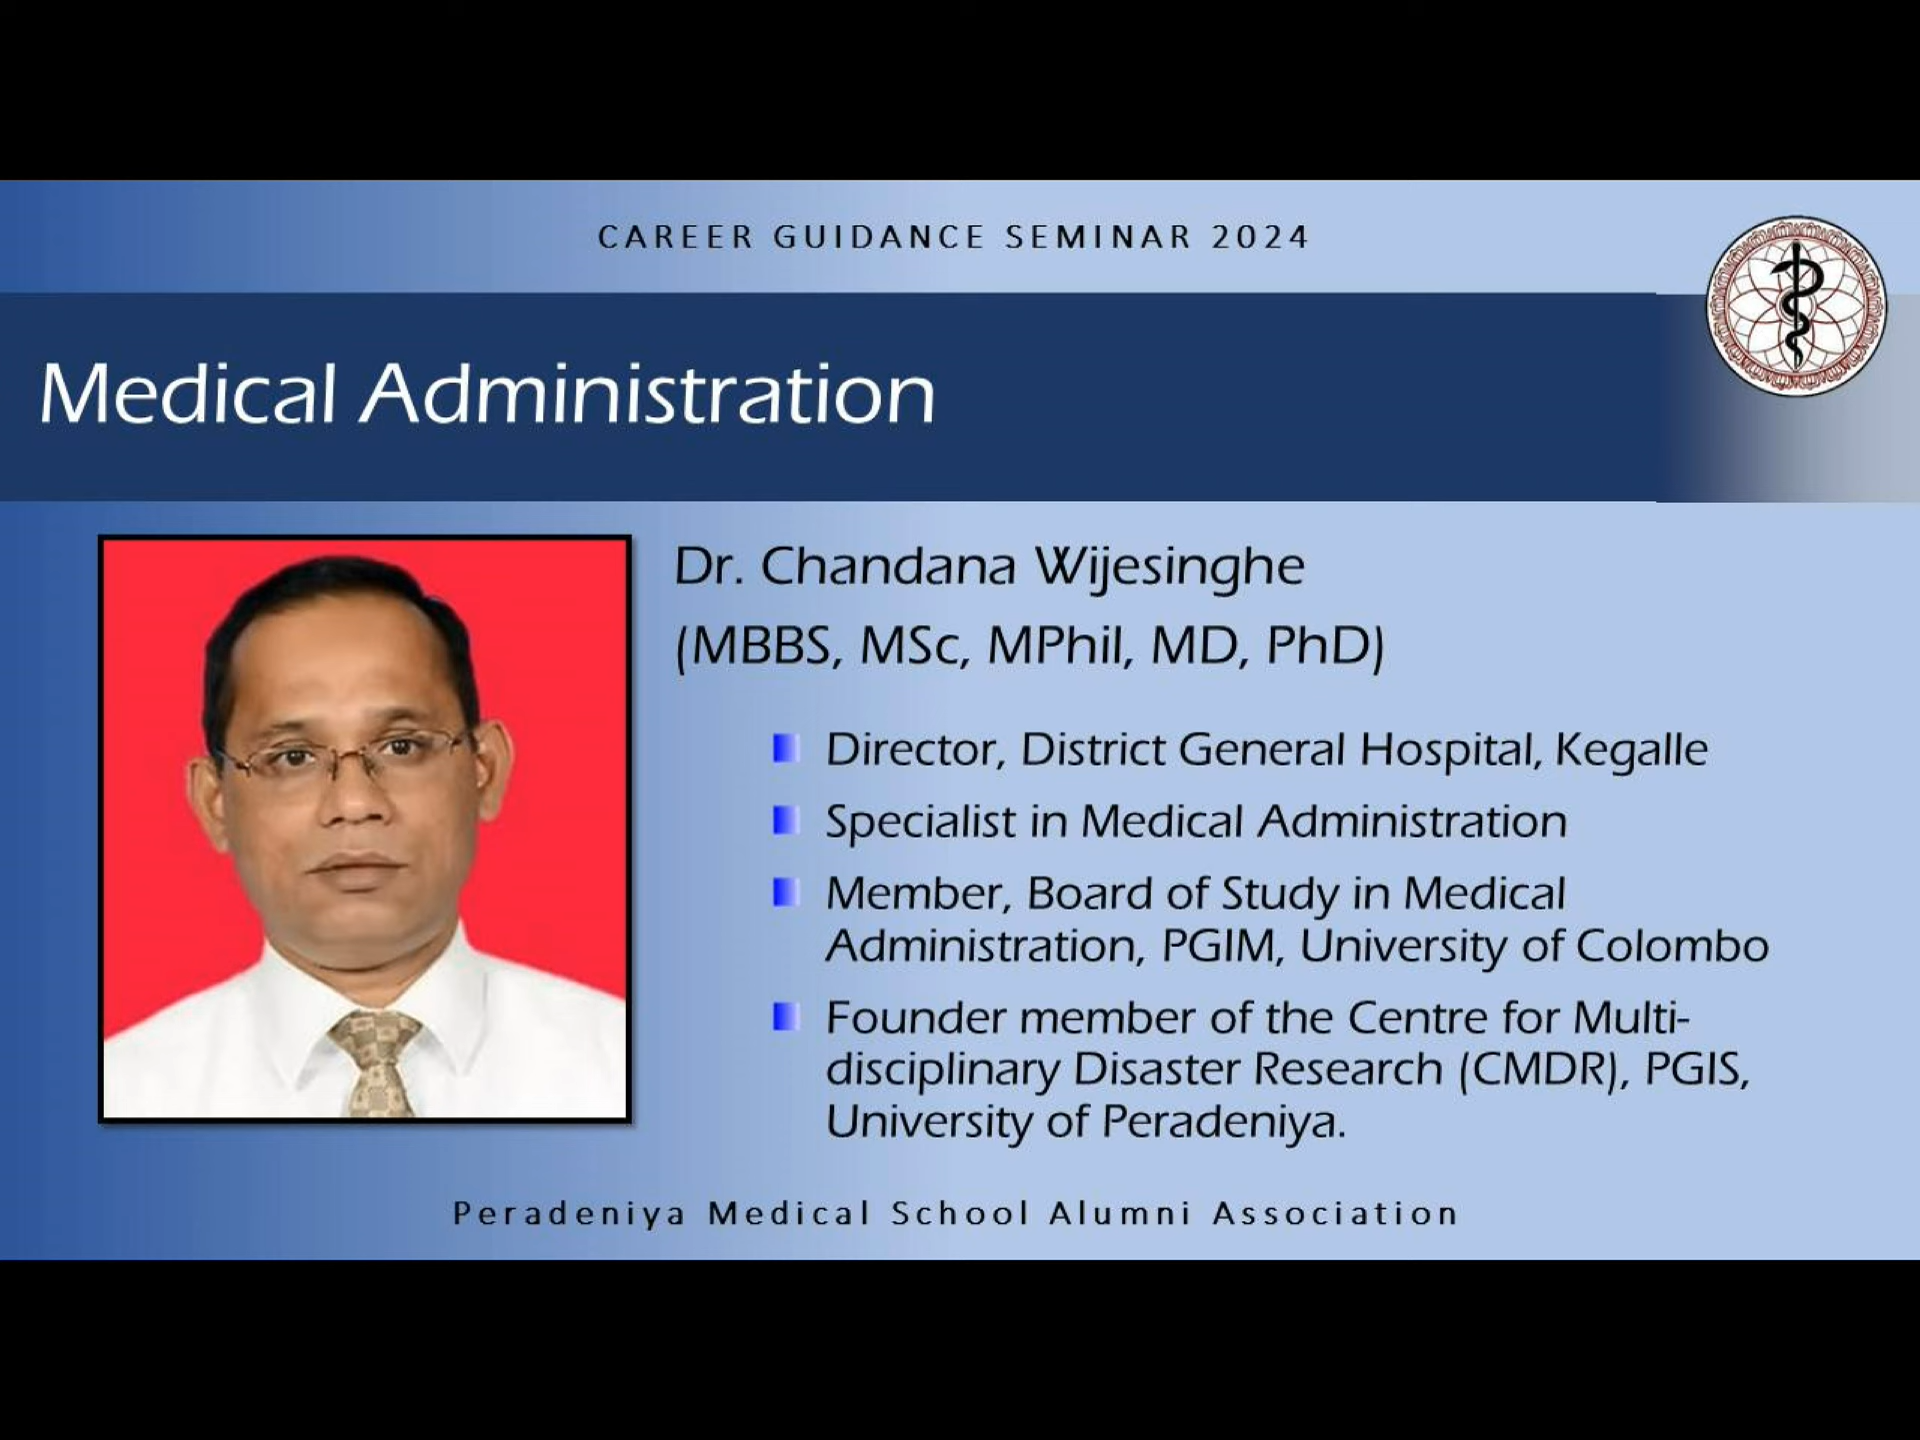 CAREER GUIDANCE SEMINAR 2024
Medical Administration
Dr. Chandana Wijesinghe
(MBBS, MSc, MPhil, MD, PhD)
Director, District General Hospital, Kegalle
Specialist in Medical Administration
Member, Board of Study in Medical
Administration, PGIM, University of Colombo
Founder member of the Centre for Multi-
disciplinary Disaster Research (CMDR), PGIS,
University of Peradeniya.
Peradeniya Medical School Alumni Association